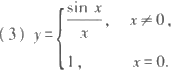 (3) y = { sin x / x, x ≠ 0,
1, x = 0.